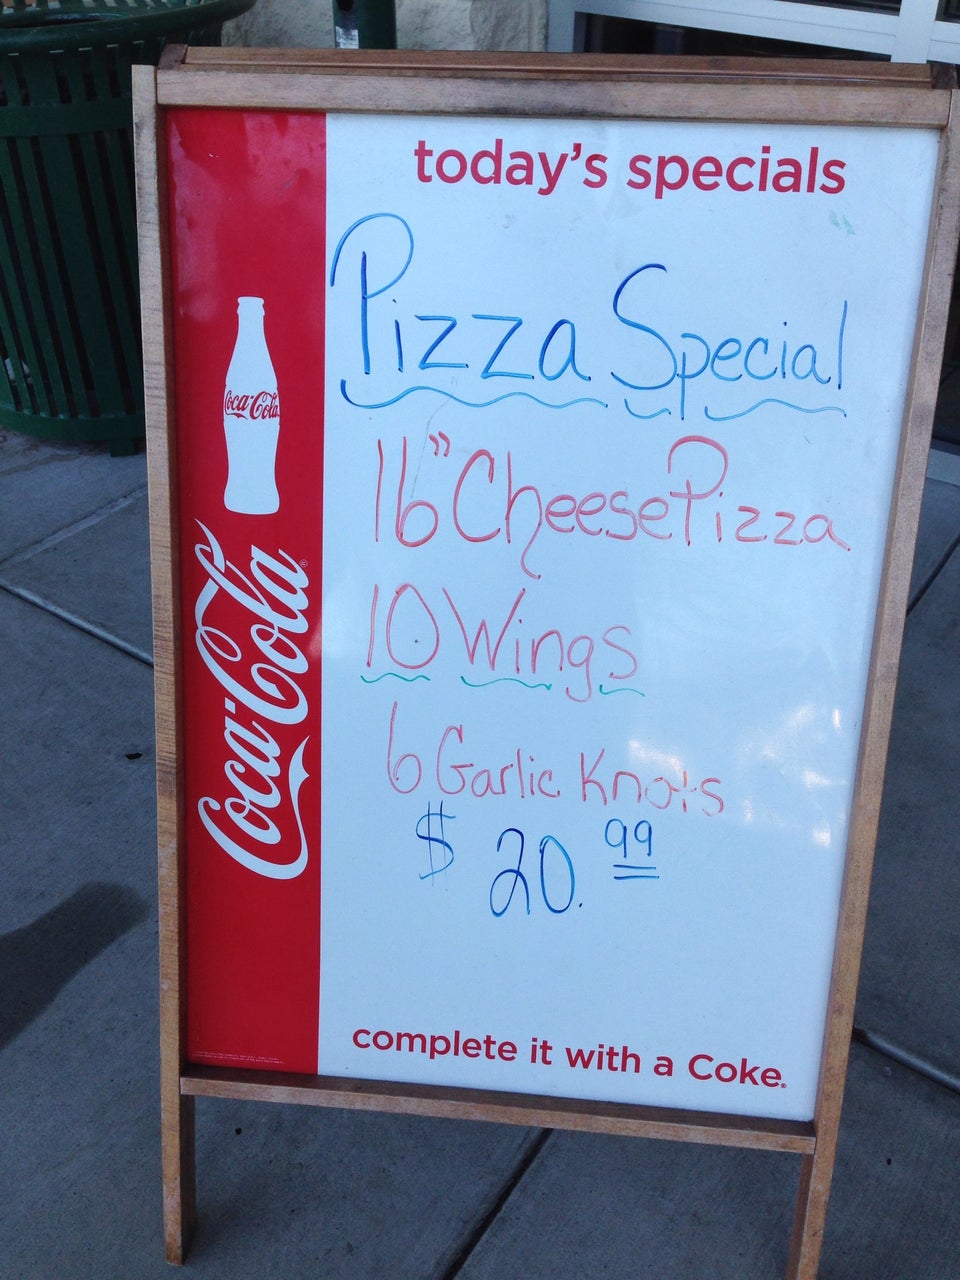 today's specials
Pizza Special
16" Cheese Pizza
10 Wings
6 Garlic Knots
$ 20.99
complete it with a Coke.
Coca-Cola
Coca-Cola